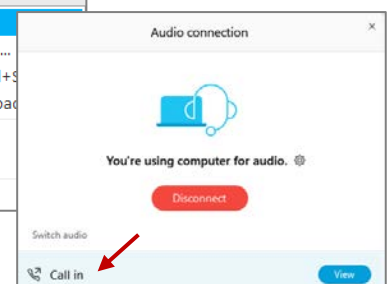 Audio connection
...
You're using computer for audio.
Disconnect
Switch audio
Call in
View